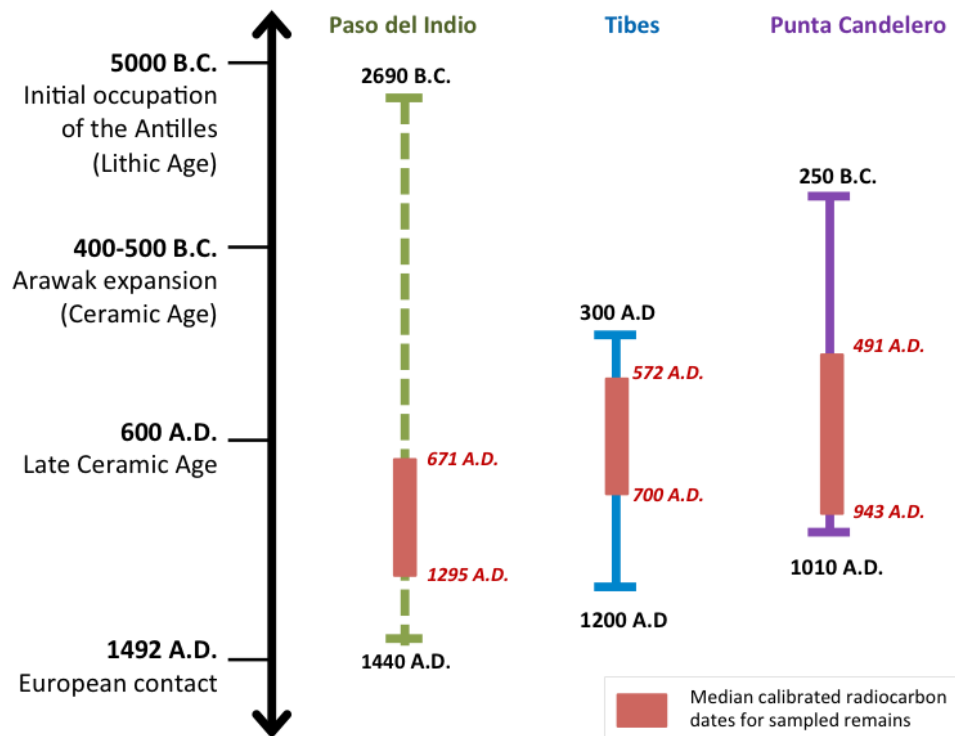 Paso del Indio
Tibes
Punta Candelero
5000 B.C.
Initial occupation
of the Antilles
(Lithic Age)
400-500 B.C.
Arawak expansion
(Ceramic Age)
600 A.D.
Late Ceramic Age
1492 A.D.
European contact
2690 B.C.
671 A.D.
1295 A.D.
1440 A.D.
300 A.D
572 A.D.
700 A.D.
1200 A.D
250 B.C.
491 A.D.
943 A.D.
1010 A.D.
Median calibrated radiocarbon
dates for sampled remains